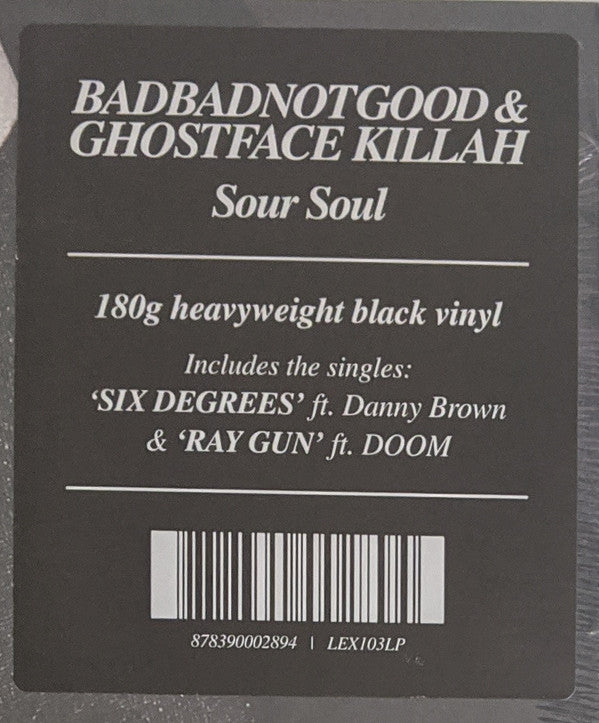 BADBADNOTGOOD &
GHOSTFACE KILLAH
Sour Soul
180g heavyweight black vinyl
Includes the singles:
‘SIX DEGREES’ ft. Danny Brown
& ‘RAY GUN’ ft. DOOM
878390002894 | LEX103LP